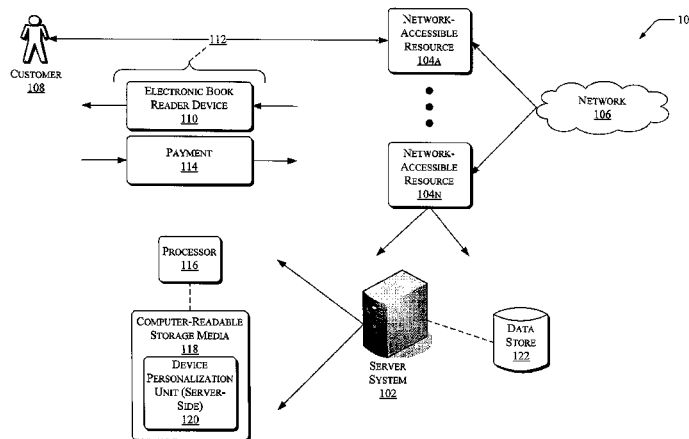 10
112
NETWORK-
ACCESSIBLE
RESOURCE
104A
CUSTOMER
108
ELECTRONIC BOOK
READER DEVICE
110
NETWORK
106
PAYMENT
114
NETWORK-
ACCESSIBLE
RESOURCE
104N
PROCESSOR
116
COMPUTER-READABLE
STORAGE MEDIA
118
DEVICE
PERSONALIZATION
UNIT (SERVER-
SIDE)
120
SERVER
SYSTEM
102
DATA
STORE
122